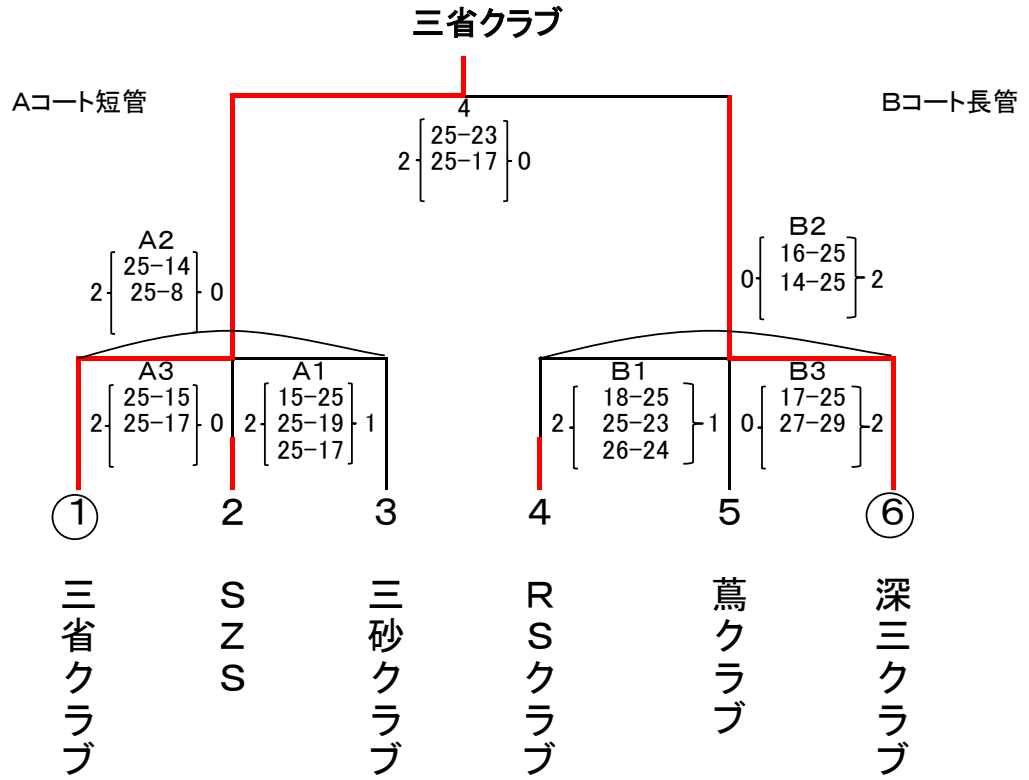 三省クラブ
Aコート短管
Bコート長管
4
2 25-23 0
25-17
A2
25-14
2 25-8 0
B2
16-25
0 14-25 2
A3
25-15
2 25-17 0
A1
15-25
2 25-19 1
25-17
B1
18-25
2 25-23 1
26-24
B3
17-25
0 27-29 2
① 2 3 4 5 ⑥
三省クラブ
SZS
三砂クラブ
RSクラブ
蔦クラブ
深三クラブ